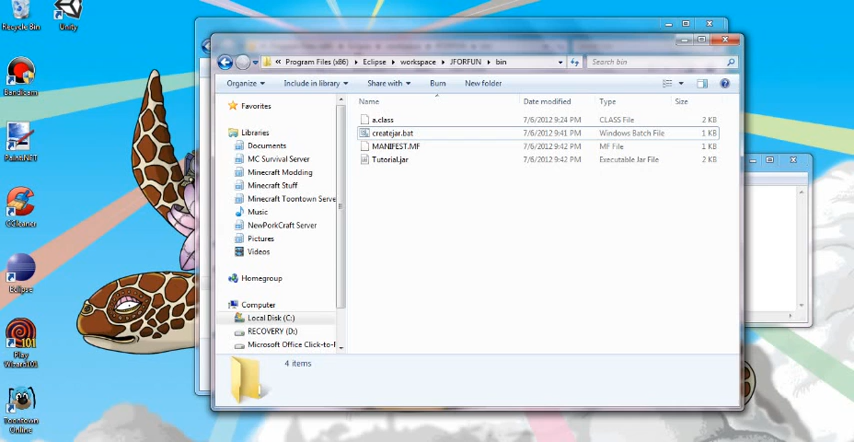 Recycle Bin
Unity
Bandicam
Paint.NET
CCleaner
Eclipse
Play
Wizard101
Toontown
Online
« Program Files (x86) ▸ Eclipse ▸ workspace ▸ JFORFUN ▸ bin
Search bin
Organize Include in library Share with Burn New folder
Favorites
Libraries
Documents
MC Survival Server
Minecraft Modding
Minecraft Stuff
Minecraft Toontown Serve
Music
NewPorkCraft Server
Pictures
Videos
Homegroup
Computer
Local Disk (C:)
RECOVERY (D:)
Microsoft Office Click-to-
Name Date modified Type Size
a.class 7/6/2012 9:24 PM CLASS File 2 KB
createjar.bat 7/6/2012 9:41 PM Windows Batch File 1 KB
MANIFEST.MF 7/6/2012 9:42 PM MF File 1 KB
Tutorial.jar 7/6/2012 9:42 PM Executable Jar File 2 KB
4 items